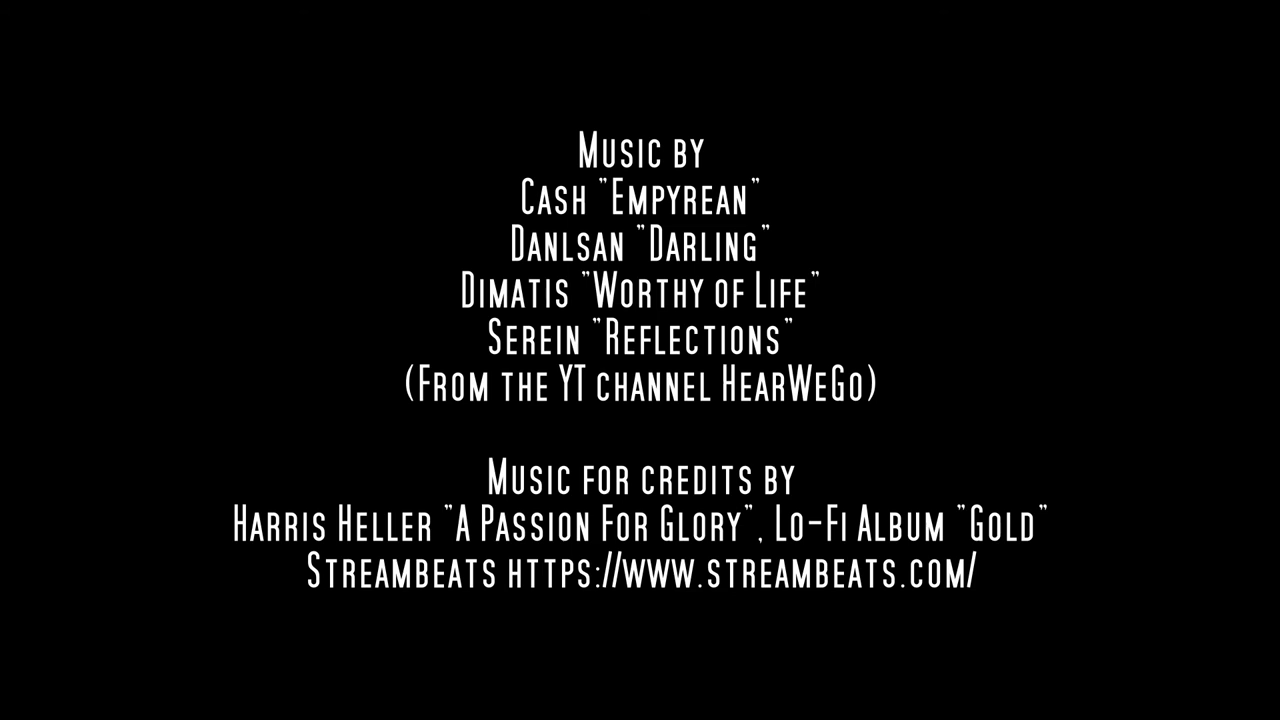 Music by
Cash "Empyrean"
Danlsan "Darling"
Dimatis "Worthy of Life"
Serein "Reflections"
(From the YT channel HearWeGo)
Music for credits by
Harris Heller "A Passion For Glory", Lo-Fi Album "Gold"
Streambeats https://www.streambeats.com/